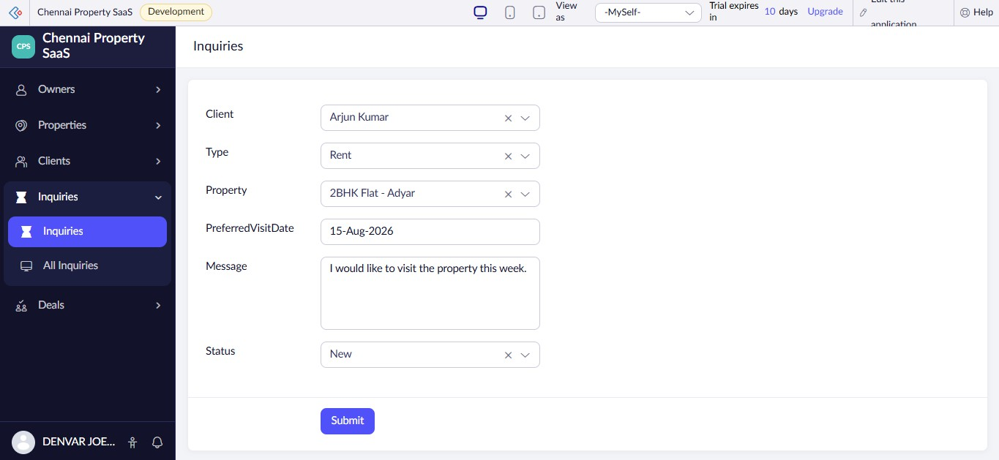 Chennai Property SaaS
Development
View as
-MySelf-
Trial expires in
10 days
Upgrade
Edit this application
Help
CPS
Chennai Property SaaS
Owners
Properties
Clients
Inquiries
Inquiries
All Inquiries
Deals
DENVAR JOE...
Inquiries
Client
Arjun Kumar
Type
Rent
Property
2BHK Flat - Adyar
PreferredVisitDate
15-Aug-2026
Message
I would like to visit the property this week.
Status
New
Submit